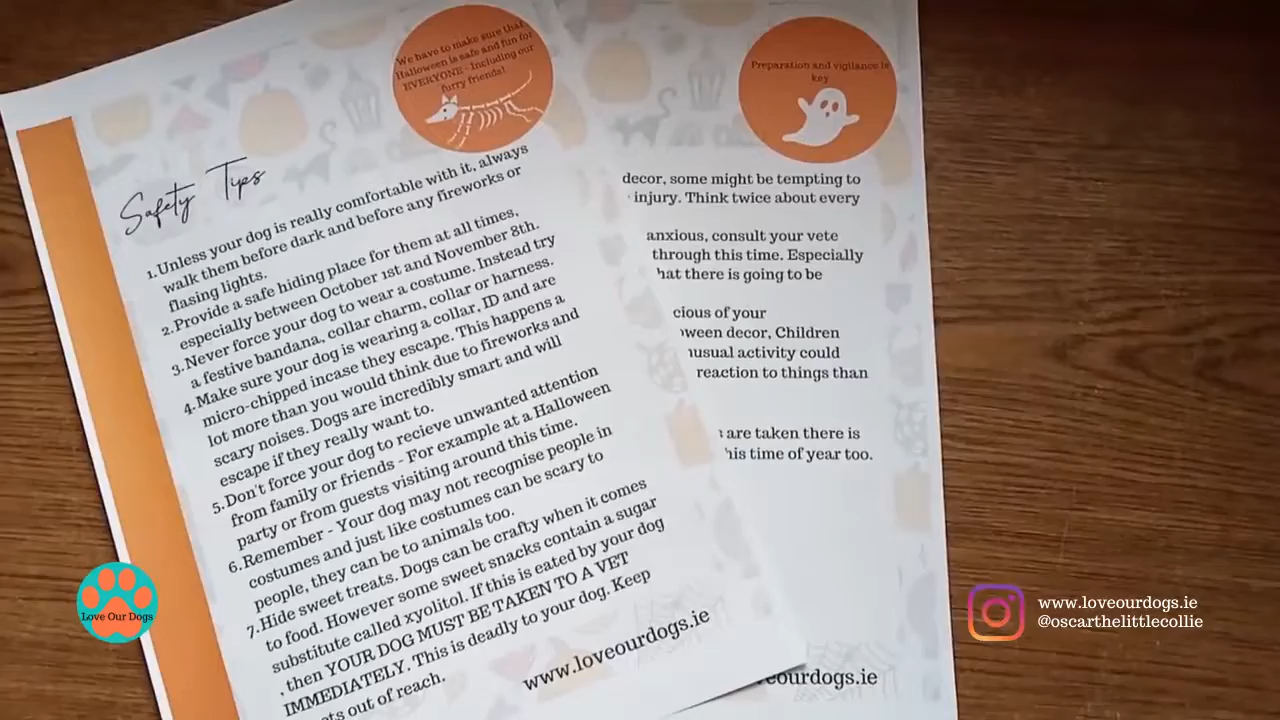 We have to make sure that
Halloween is safe and fun for
EVERYONE - Including our
furry friends!
Safety Tips
1. Unless your dog is really comfortable with it, always
walk them before dark and before any fireworks or
flasing lights.
2. Provide a safe hiding place for them at all times,
especially between October 1st and November 8th.
3. Never force your dog to wear a costume. Instead try
a festive bandana, collar charm, collar or harness.
4. Make sure your dog is wearing a collar, ID and are
micro-chipped incase they escape. This happens a
lot more than you would think due to fireworks and
scary noises. Dogs are incredibly smart and will
escape if they really want to.
5. Don't force your dog to recieve unwanted attention
from family or friends - For example at a Halloween
party or from guests visiting around this time.
6. Remember - Your dog may not recognise people in
costumes and just like costumes can be scary to
people, they can be to animals too.
7. Hide sweet treats. Dogs can be crafty when it comes
to food. However some sweet snacks contain a sugar
substitute called xyolitol. If this is eated by your dog
, then YOUR DOG MUST BE TAKEN TO A VET
IMMEDIATELY. This is deadly to your dog. Keep
out of reach.
www.loveourdogs.ie
Preparation and vigilance is
key
decor, some might be tempting to
injury. Think twice about every
anxious, consult your vete
through this time. Especially
hat there is going to be
cious of your
ween decor, Children
nusual activity could
reaction to things than
are taken there is
his time of year too.
veourdogs.ie
Love Our Dogs
www.loveourdogs.ie
@oscarthelittlecollie